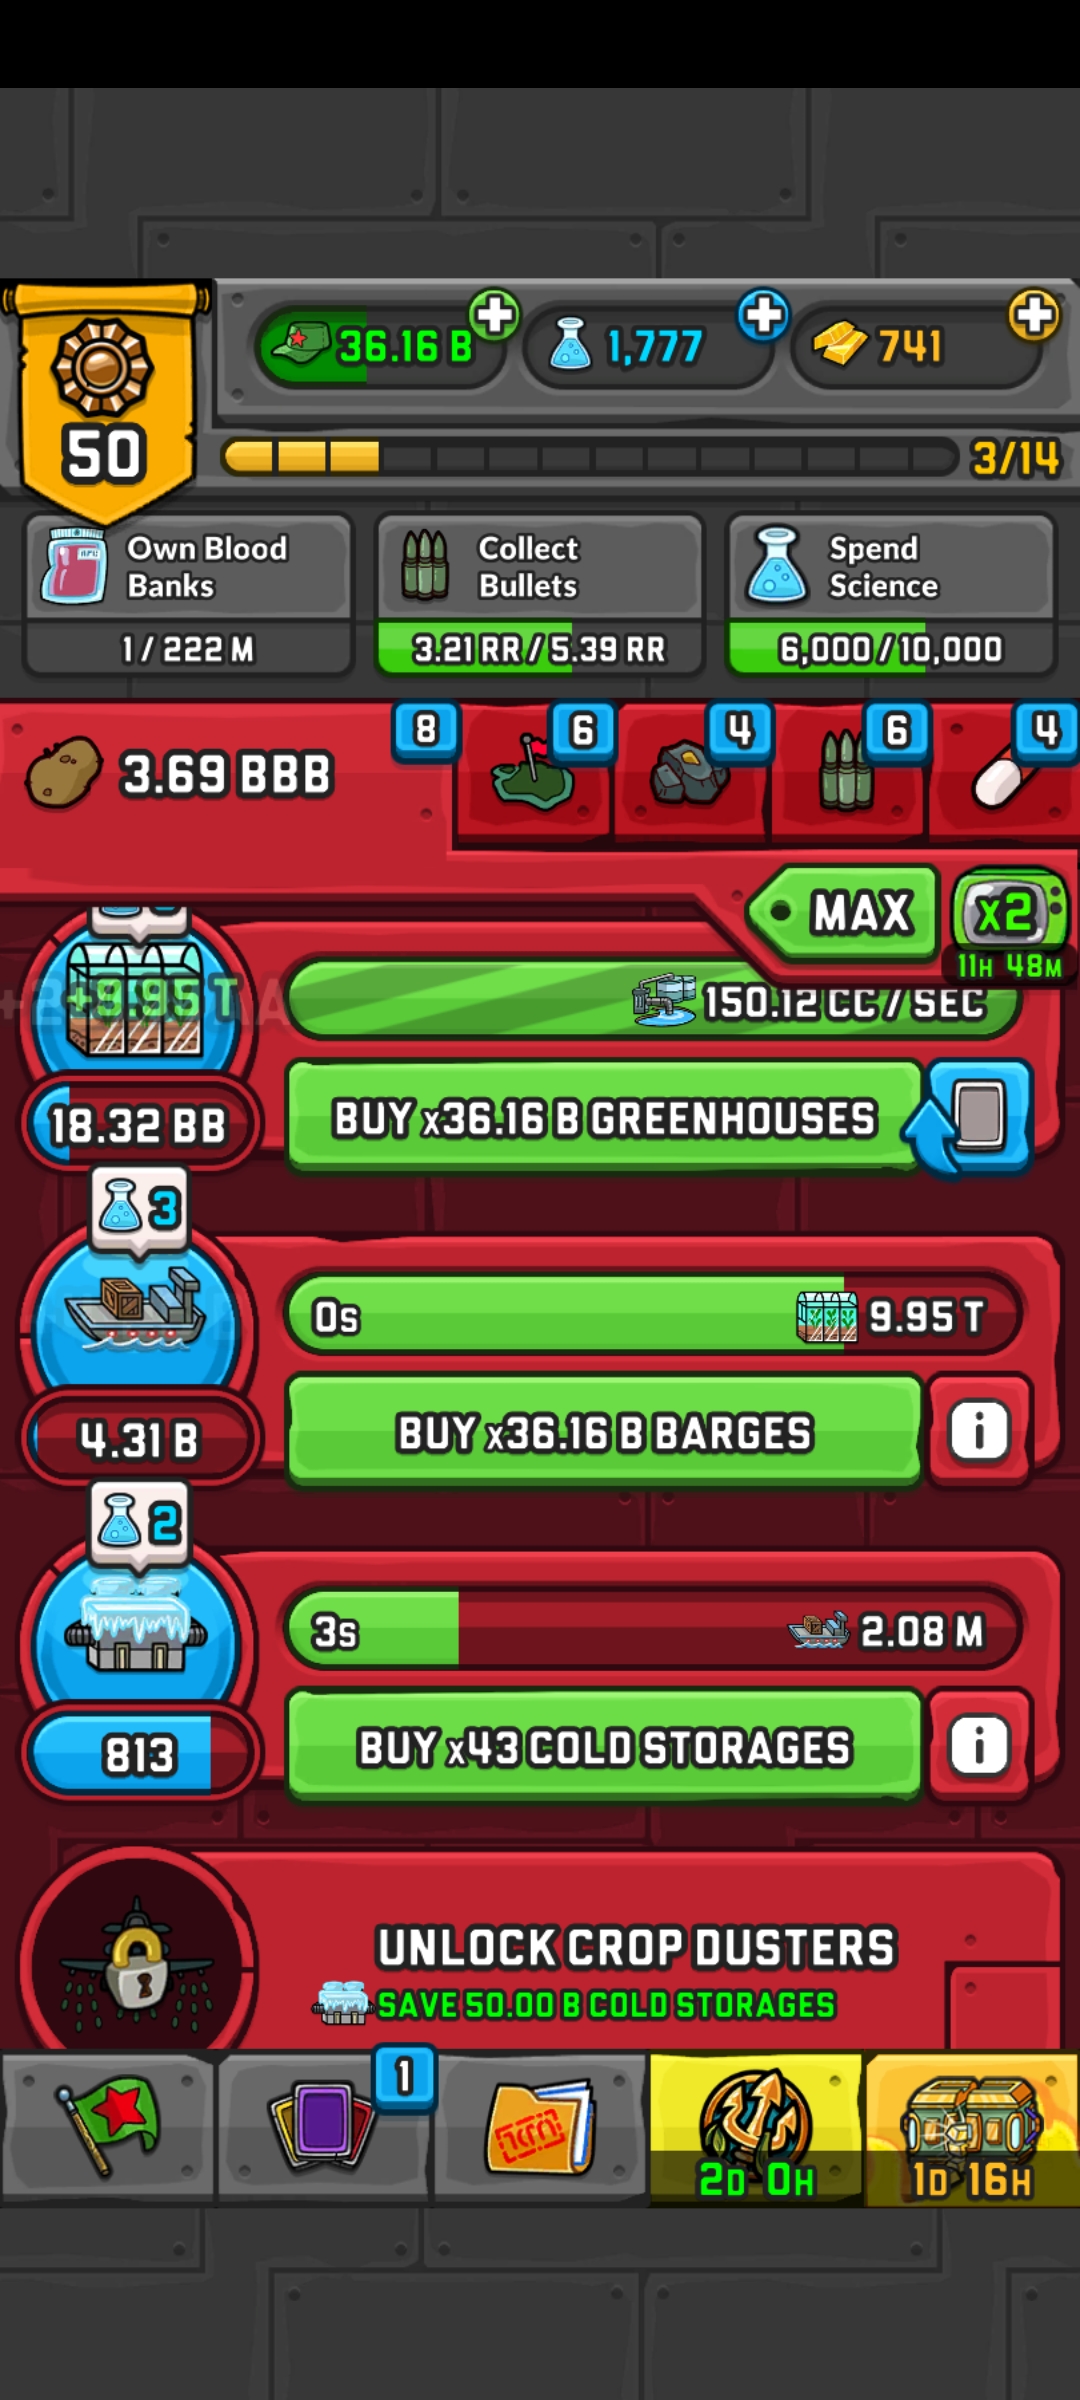 36.16 B
1,777
741
50
3/14
Own Blood
Banks
1 / 222 M
Collect
Bullets
3.21 RR / 5.39 RR
Spend
Science
6,000 / 10,000
3.69 BBB
8
6
4
6
4
MAX
x2
11H 48M
+9.95 T
150.12 CC / SEC
18.32 BB
BUY x36.16 B GREENHOUSES
3
0s
9.95 T
4.31 B
BUY x36.16 B BARGES
i
2
3s
2.08 M
813
BUY x43 COLD STORAGES
i
UNLOCK CROP DUSTERS
SAVE 50.00 B COLD STORAGES
1
2D 0H
1D 16H